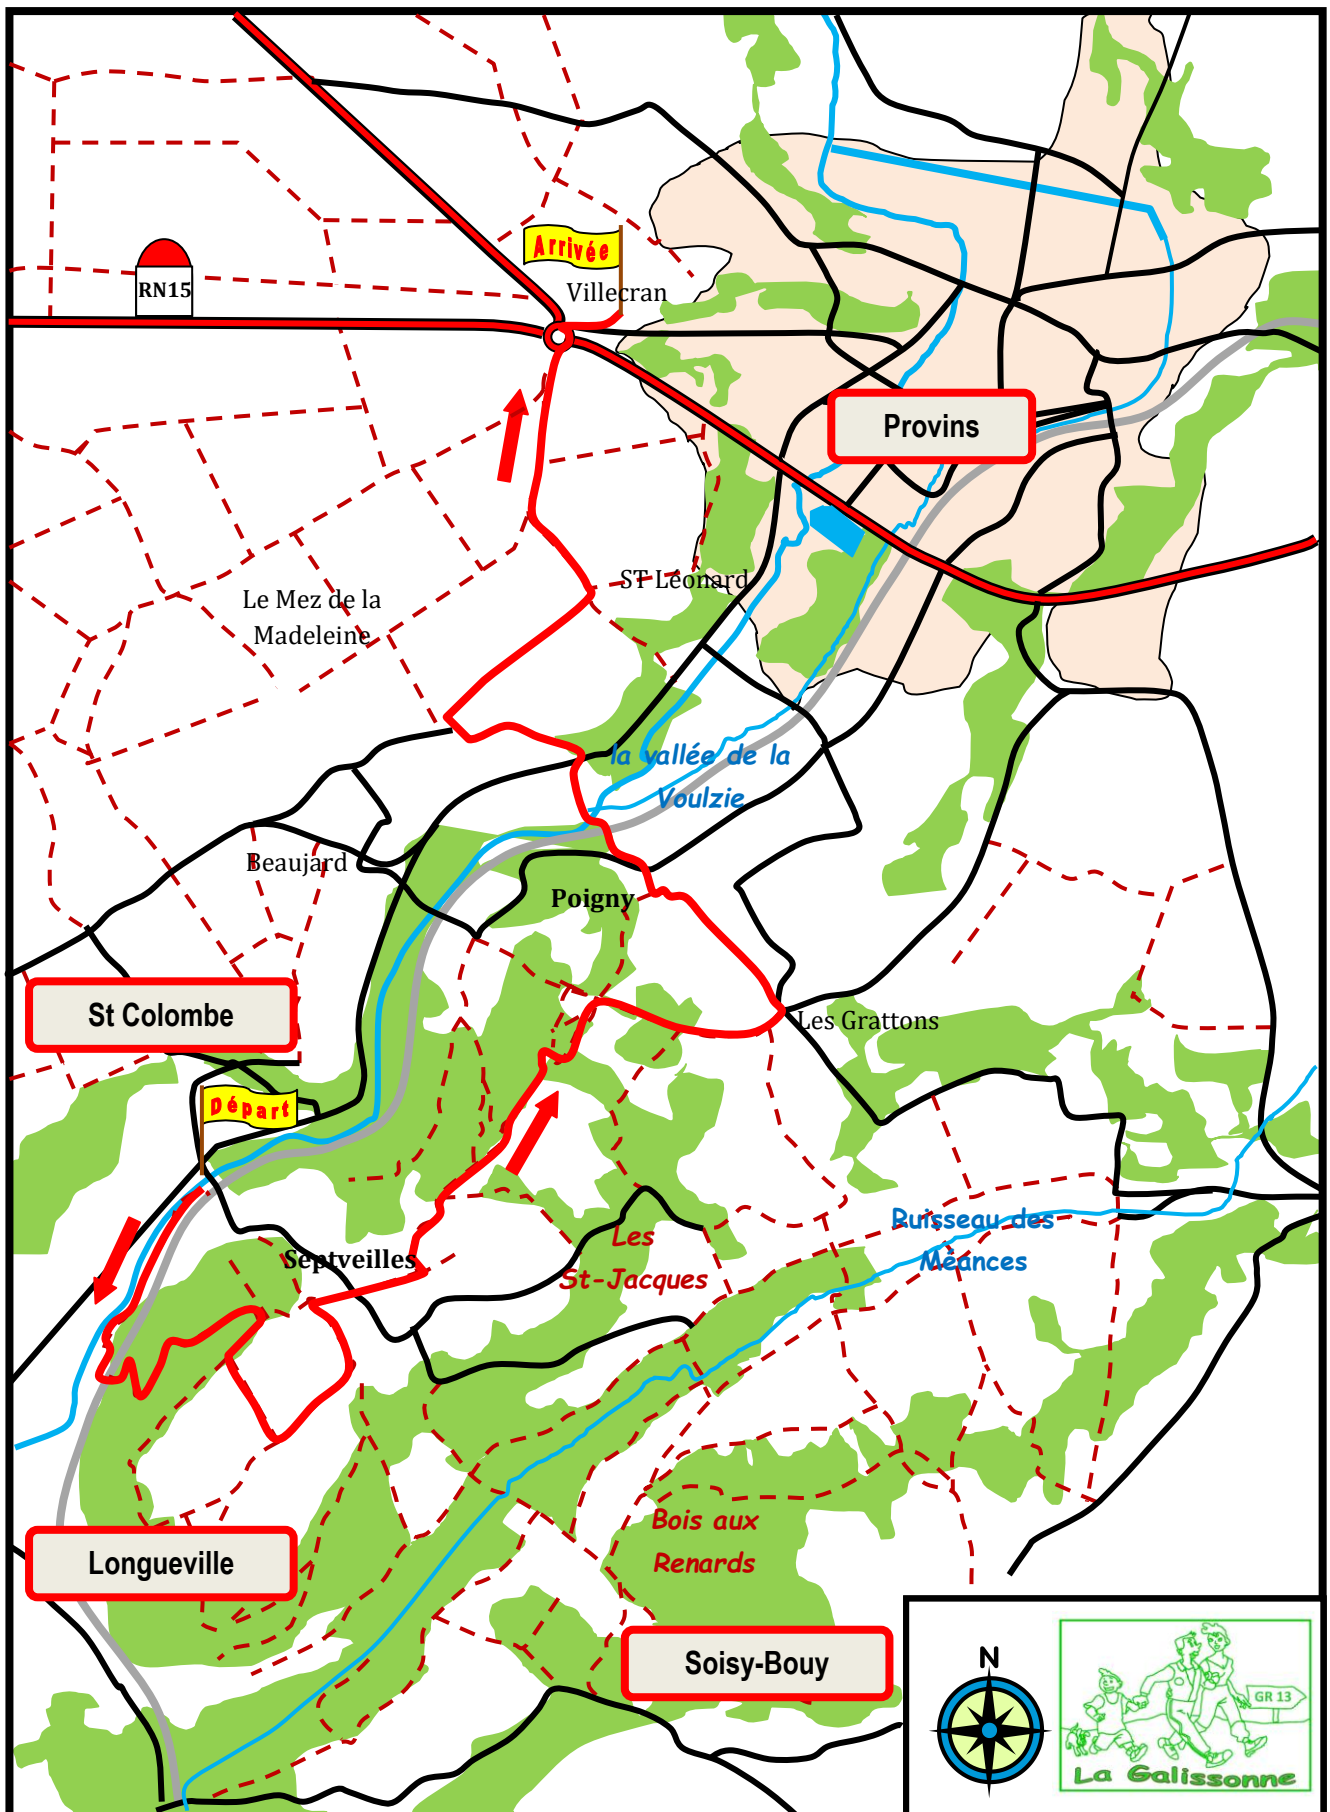 Arrivée
Villecran
RN15
Provins
ST Léonard
Le Mez de la
Madeleine
la vallée de la
Voulzie
Beaujard
Poigny
St Colombe
Les Grattons
Départ
Ruisseau des
Méances
Les
St-Jacques
Septveilles
Bois aux
Renards
Longueville
Soisy-Bouy
N
GR 13
La Galissonne